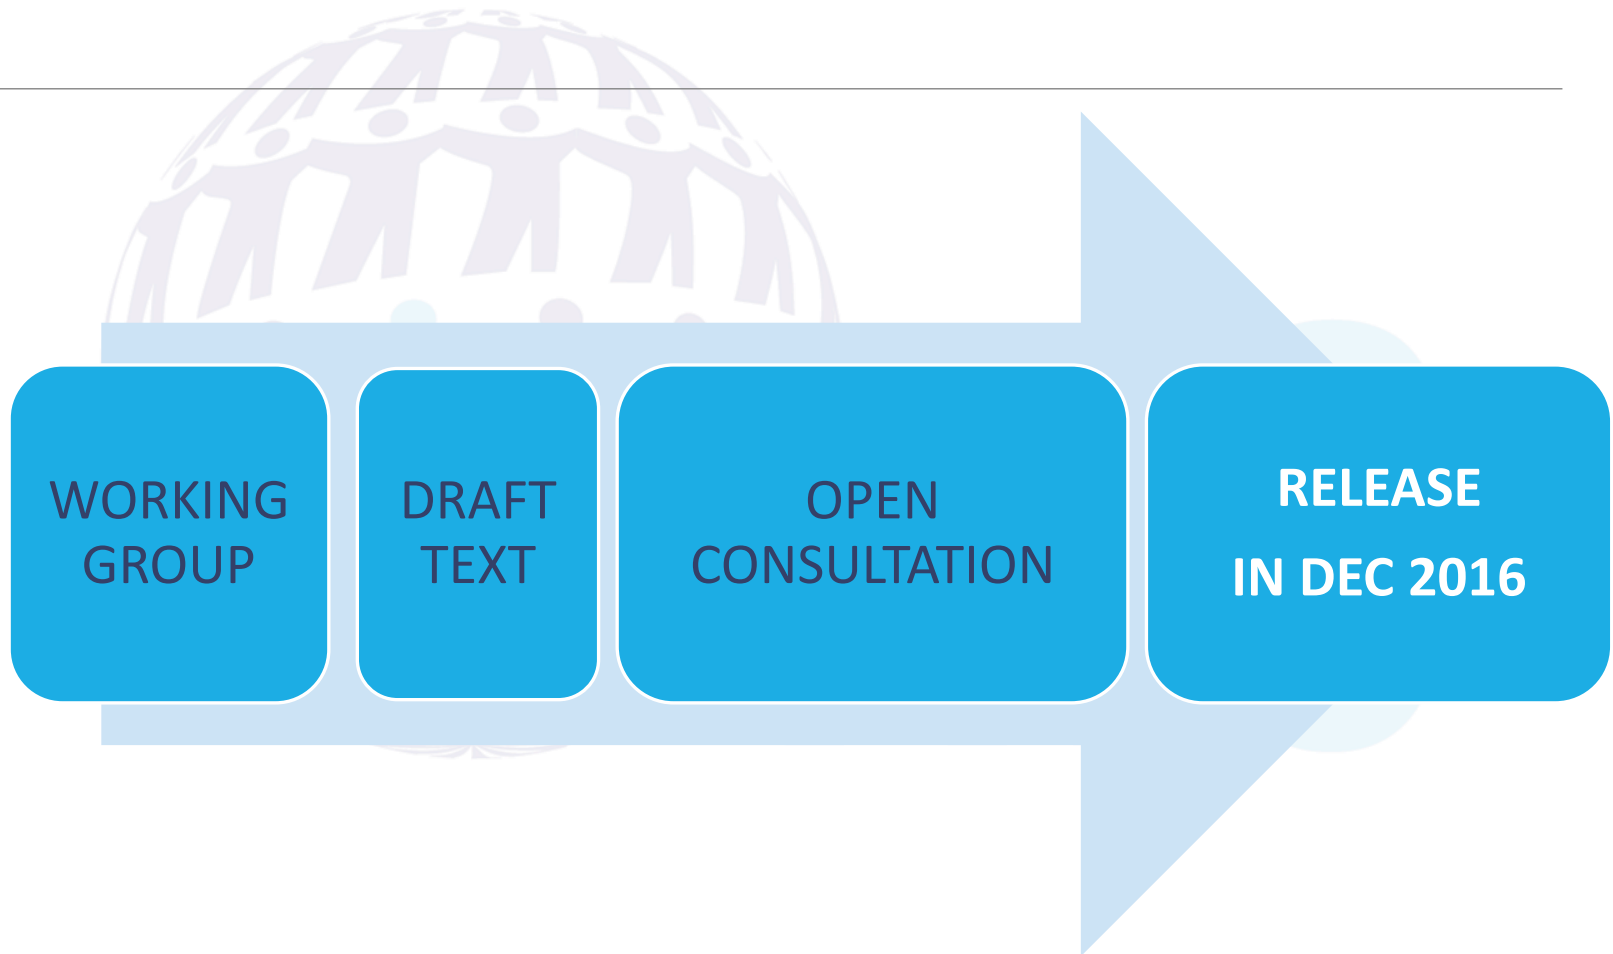 WORKING
GROUP
DRAFT
TEXT
OPEN
CONSULTATION
RELEASE
IN DEC 2016